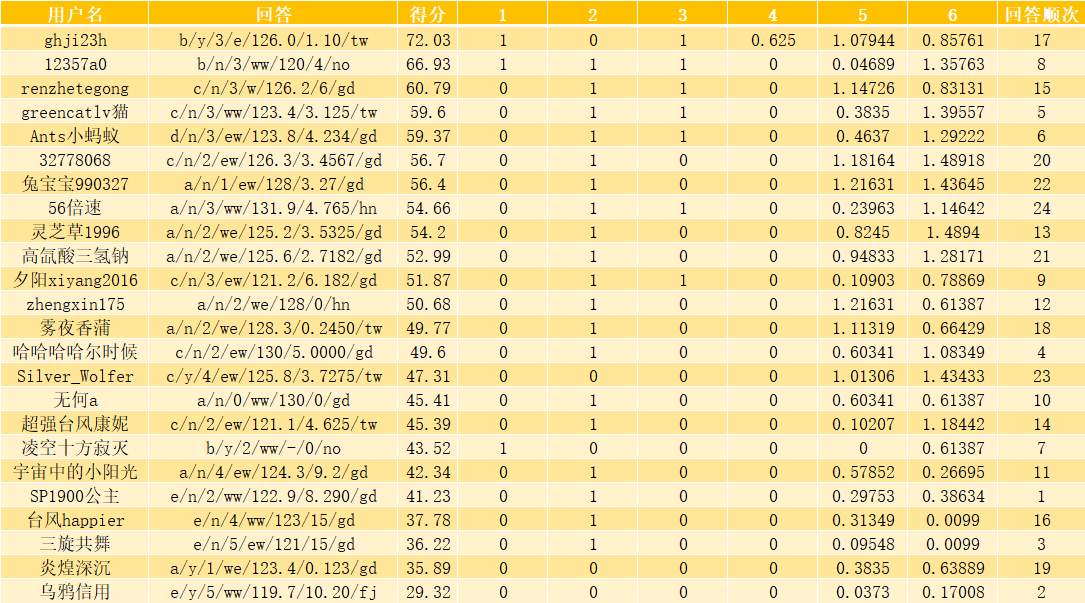 用户名 回答 得分 1 2 3 4 5 6 回答顺次
ghji23h b/y/3/e/126.0/1.10/tw 72.03 1 0 1 0.625 1.07944 0.85761 17
12357a0 b/n/3/ww/120/4/no 66.93 1 1 1 0 0.04689 1.35763 8
renzhetegong c/n/3/w/126.2/6/gd 60.79 0 1 1 0 1.14726 0.83131 15
greencatlv猫 c/n/3/ww/123.4/3.125/tw 59.6 0 1 1 0 0.3835 1.39557 5
Ants小蚂蚁 d/n/3/ew/123.8/4.234/gd 59.37 0 1 1 0 0.4637 1.29222 6
32778068 c/n/2/ew/126.3/3.4567/gd 56.7 0 1 0 0 1.18164 1.48918 20
兔宝宝990327 a/n/1/ew/128/3.27/gd 56.4 0 1 0 0 1.21631 1.43645 22
56倍速 a/n/3/ww/131.9/4.765/hn 54.66 0 1 1 0 0.23963 1.14642 24
灵芝草1996 a/n/2/we/125.2/3.5325/gd 54.2 0 1 0 0 0.8245 1.4894 13
高氙酸三氢钠 a/n/2/we/125.6/2.7182/gd 52.99 0 1 0 0 0.94833 1.28171 21
夕阳xiyang2016 c/n/3/ew/121.2/6.182/gd 51.87 0 1 1 0 0.10903 0.78869 9
zhengxin175 a/n/2/we/128/0/hn 50.68 0 1 0 0 1.21631 0.61387 12
雾夜香蒲 a/n/2/we/128.3/0.2450/tw 49.77 0 1 0 0 1.11319 0.66429 18
哈哈哈哈尔时候 c/n/2/ew/130/5.0000/gd 49.6 0 1 0 0 0.60341 1.08349 4
Silver_Wolfer c/y/4/ew/125.8/3.7275/tw 47.31 0 0 0 0 1.01306 1.43433 23
无何a a/n/0/ww/130/0/gd 45.41 0 1 0 0 0.60341 0.61387 10
超强台风康妮 c/n/2/ew/121.1/4.625/tw 45.39 0 1 0 0 0.10207 1.18442 14
凌空十方寂灭 b/y/2/ww/-/0/no 43.52 1 0 0 0 0 0.61387 7
宇宙中的小阳光 a/n/4/ew/124.3/9.2/gd 42.34 0 1 0 0 0.57852 0.26695 11
SP1900公主 e/n/2/ww/122.9/8.290/gd 41.23 0 1 0 0 0.29753 0.38634 1
台风happier e/n/4/ww/123/15/gd 37.78 0 1 0 0 0.31349 0.0099 16
三旋共舞 e/n/5/ew/121/15/gd 36.22 0 1 0 0 0.09548 0.0099 3
炎煌深沉 a/y/1/we/123.4/0.123/gd 35.89 0 0 0 0 0.3835 0.63889 19
乌鸦信用 e/y/5/ww/119.7/10.20/fj 29.32 0 0 0 0 0.0373 0.17008 2